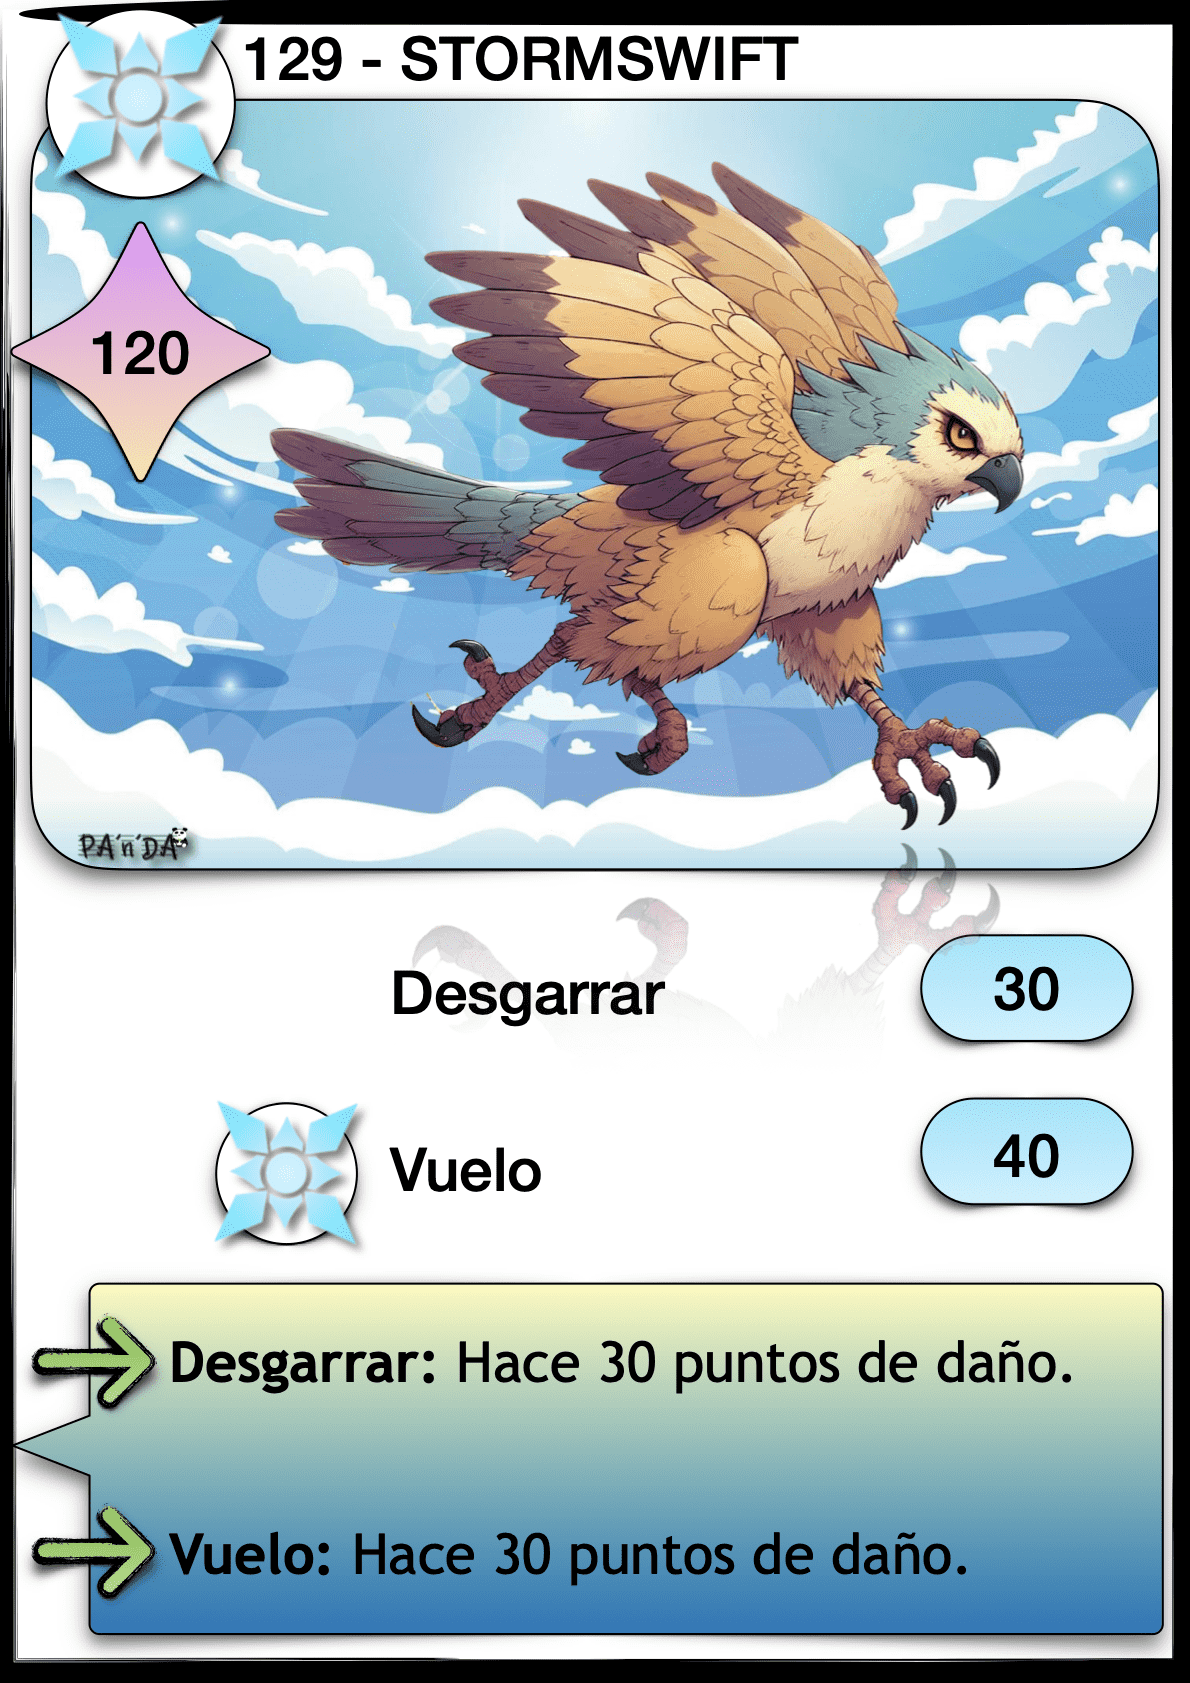 129 - STORMSWIFT
120
PA'n'DA
Desgarrar
30
Vuelo
40
Desgarrar: Hace 30 puntos de daño.
Vuelo: Hace 30 puntos de daño.